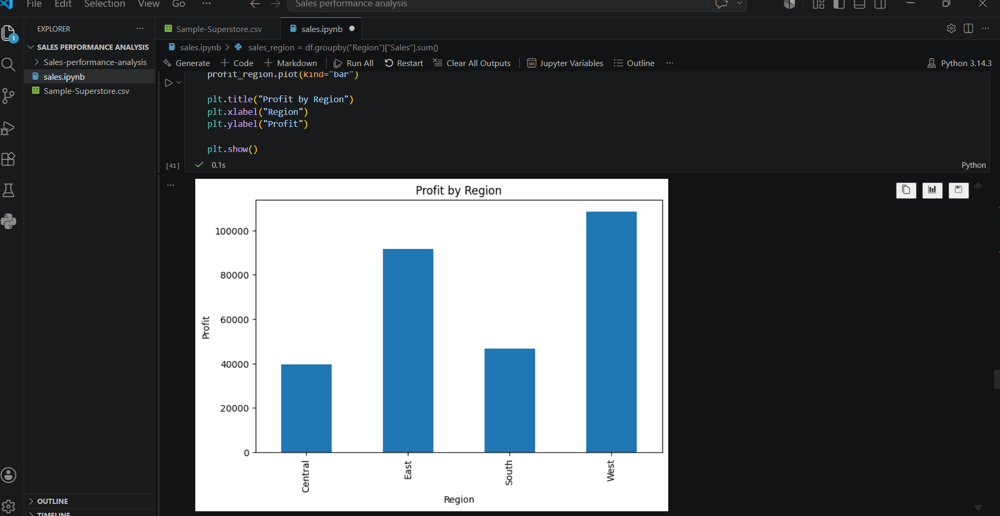 File Edit Selection View Go ··· Sales performance analysis
EXPLORER ···
1
SALES PERFORMANCE ANALYSIS
Sales-performance-analysis
sales.ipynb
Sample-Superstore.csv
OUTLINE
TIMELINE
Sample-Superstore.csv sales.ipynb
sales.ipynb > sales_region = df.groupby("Region")["Sales"].sum()
Generate + Code + Markdown Run All Restart Clear All Outputs Jupyter Variables Outline ··· Python 3.14.3
profit_region.plot(kind="bar")
plt.title("Profit by Region")
plt.xlabel("Region")
plt.ylabel("Profit")
plt.show()
[41] 0.1s Python
Profit by Region
100000
80000
60000
40000
20000
0
Profit
Central East South West
Region